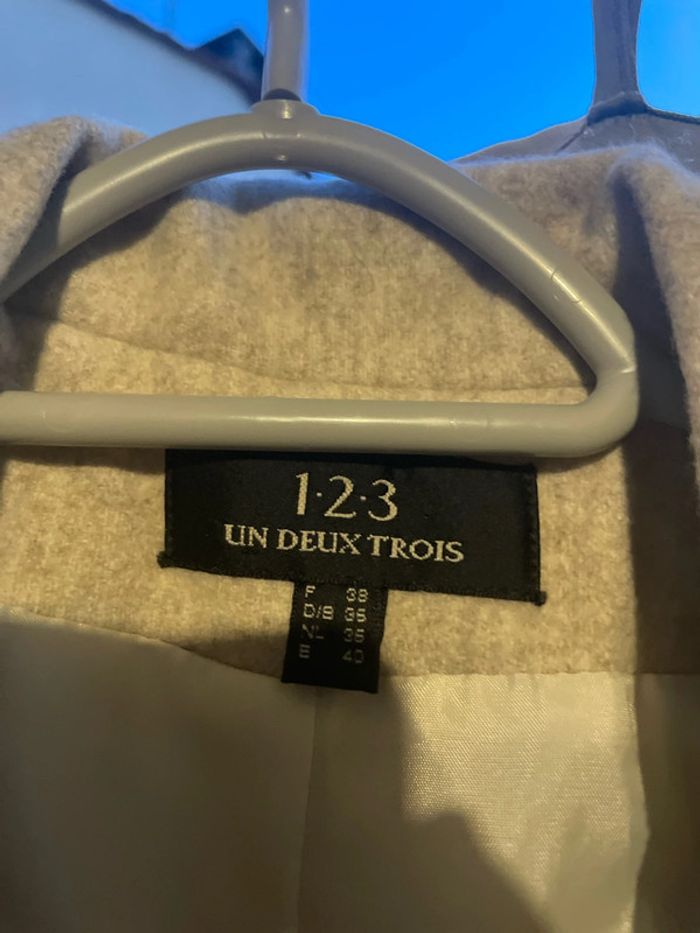 1·2·3
UN DEUX TROIS
F 38
D/B 36
NL 36
E 40